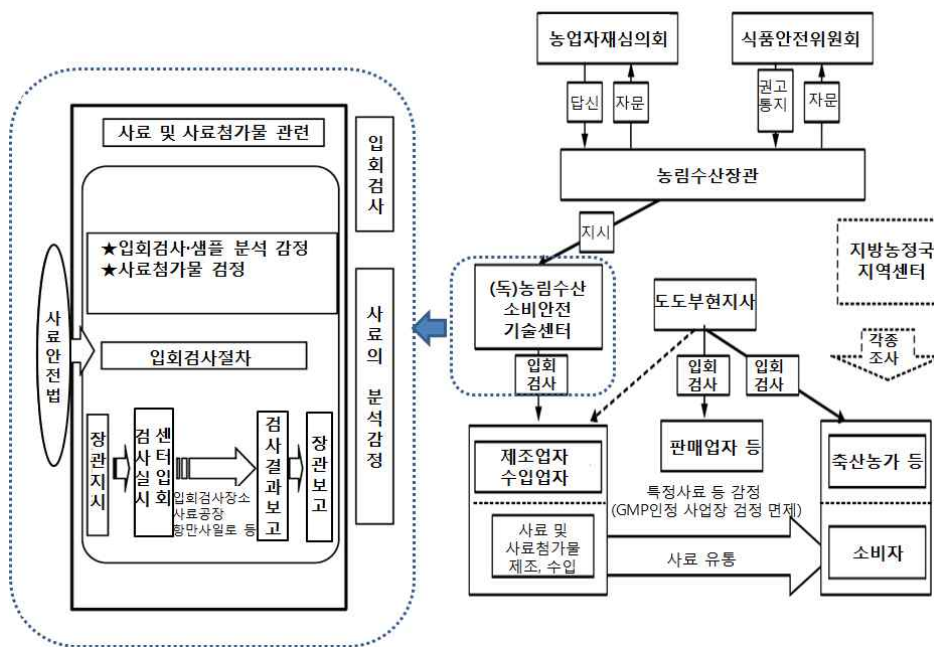 농업자재심의회
식품안전위원회
답신
자문
권고
통지
자문
농림수산장관
지시
(독)농림수산
소비안전
기술센터
입회
검사
도도부현지사
입회
검사
입회
검사
지방농정국
지역센터
각종
조사
제조업자
수입업자
판매업자 등
축산농가 등
특정사료 등 감정
(GMP인정 사업장 검정 면제)
사료 및
사료첨가물
제조, 수입
사료 유통
소비자
사료 및 사료첨가물 관련
입회검사
★입회검사·샘플 분석 감정
★사료첨가물 검정
사료안전법
사료의 분석감정
입회검사절차
장관지시
센터입회
검사실시
입회검사장소
사료공장
항만사일로 등
검사결과보고
장관보고